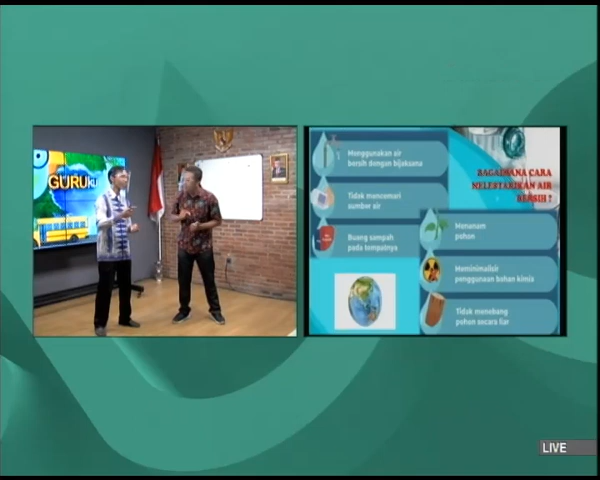 GURUKU
Menggunakan air
bersih dengan bijaksana
Tidak mencemari
sumber air
Buang sampah
pada tempatnya
BAGAIMANA CARA
MELESTARIKAN AIR
BERSIH ?
Menanam
pohon
Meminimalisir
penggunaan bahan kimia
Tidak menebang
pohon secara liar
LIVE